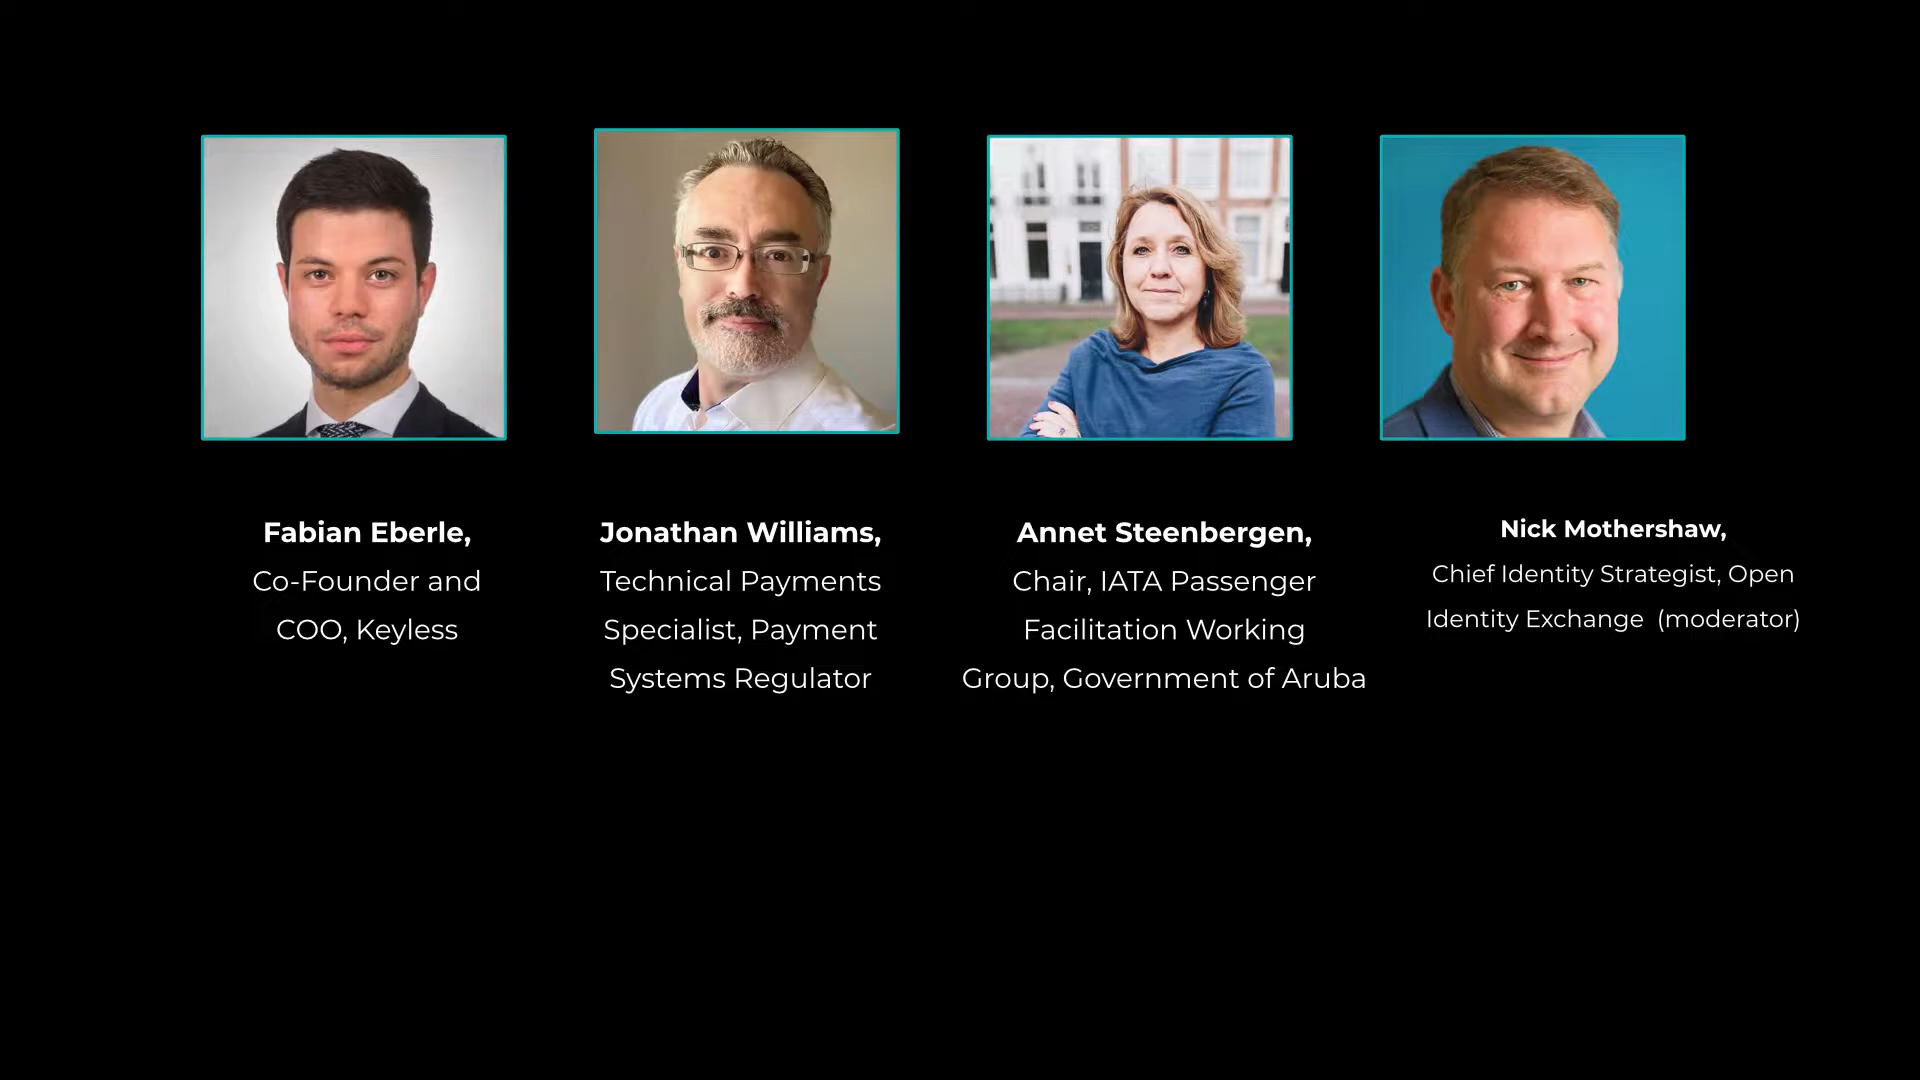 Fabian Eberle,
Co-Founder and
COO, Keyless
Jonathan Williams,
Technical Payments
Specialist, Payment
Systems Regulator
Annet Steenbergen,
Chair, IATA Passenger
Facilitation Working
Group, Government of Aruba
Nick Mothershaw,
Chief Identity Strategist, Open
Identity Exchange  (moderator)